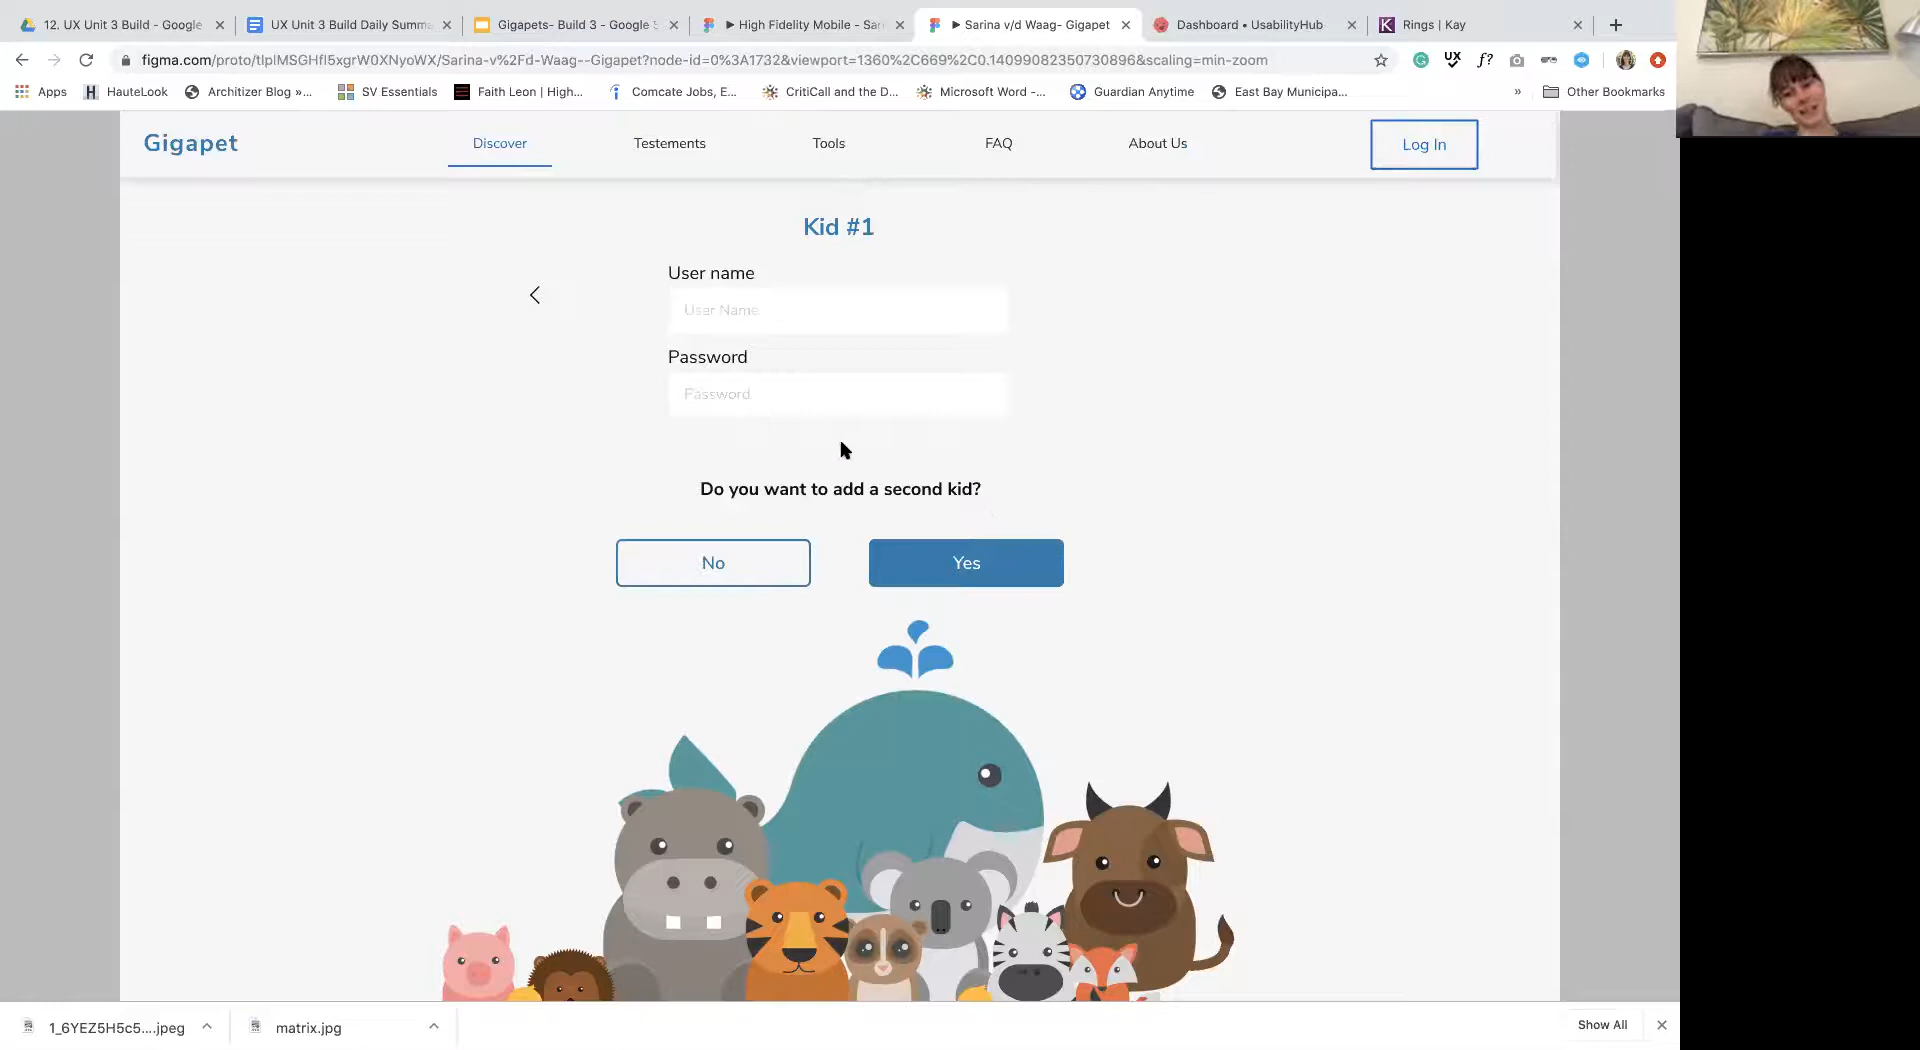 12. UX Unit 3 Build - Google
UX Unit 3 Build Daily Summa
Gigapets- Build 3 - Google S
High Fidelity Mobile - Sari
Sarina v/d Waag- Gigapet
Dashboard • UsabilityHub
Rings | Kay
figma.com/proto/tlplMSGHfl5xgrW0XNyoWX/Sarina-v%2Fd-Waag--Gigapet?node-id=0%3A1732&viewport=1360%2C669%2C0.14099082350730896&scaling=min-zoom
Apps
HauteLook
Architizer Blog »...
SV Essentials
Faith Leon | High...
Comcate Jobs, E...
CritiCall and the D...
Microsoft Word -...
Guardian Anytime
East Bay Municipa...
»
Other Bookmarks
Gigapet
Discover
Testements
Tools
FAQ
About Us
Log In
Kid #1
User name
User Name
Password
Password
Do you want to add a second kid?
No
Yes
1_6YEZ5H5c5....jpeg
matrix.jpg
Show All